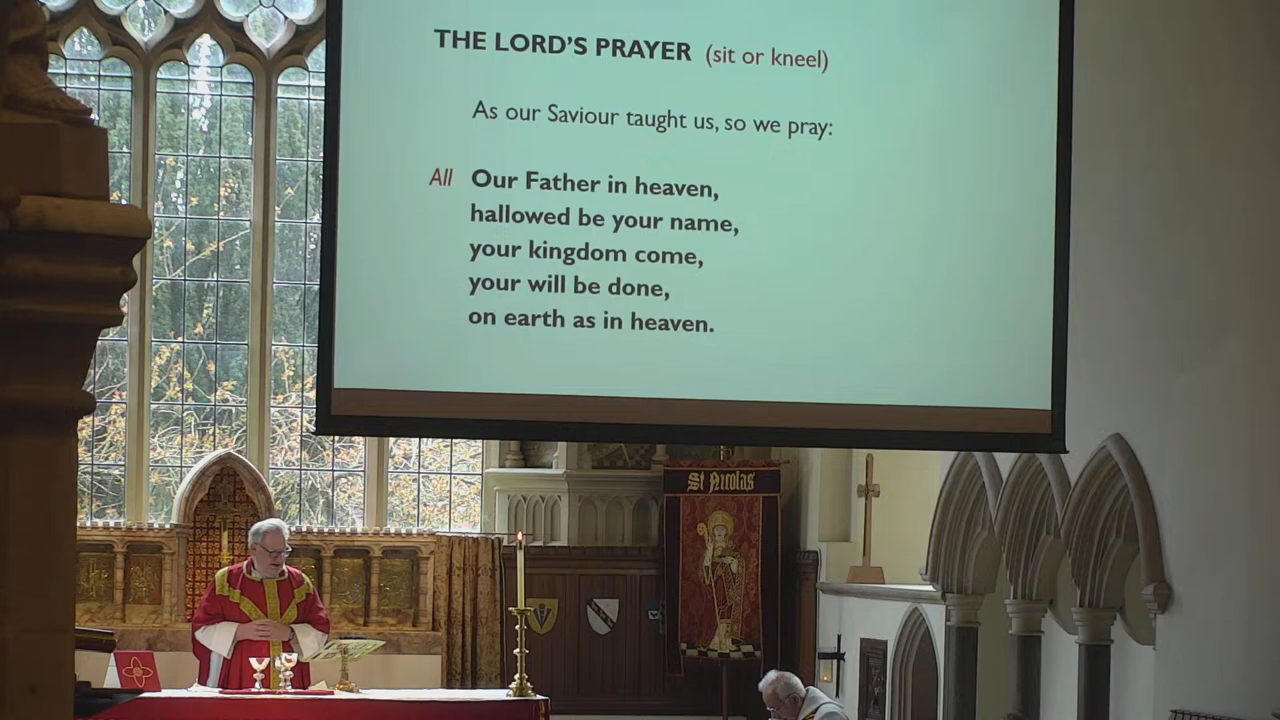 THE LORD'S PRAYER (sit or kneel)
As our Saviour taught us, so we pray:
All Our Father in heaven,
hallowed be your name,
your kingdom come,
your will be done,
on earth as in heaven.
St Nicolas